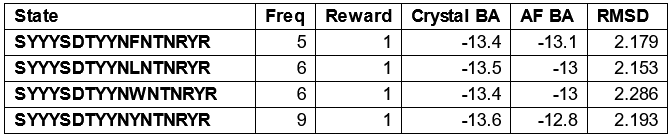 State Freq Reward Crystal BA AF BA RMSD
SYYYSDTYYNFNTNRYR 5 1 -13.4 -13.1 2.179
SYYYSDTYYNLNTNRYR 6 1 -13.5 -13 2.153
SYYYSDTYYNWNTNRYR 6 1 -13.4 -13 2.286
SYYYSDTYYNYNTNRYR 9 1 -13.6 -12.8 2.193